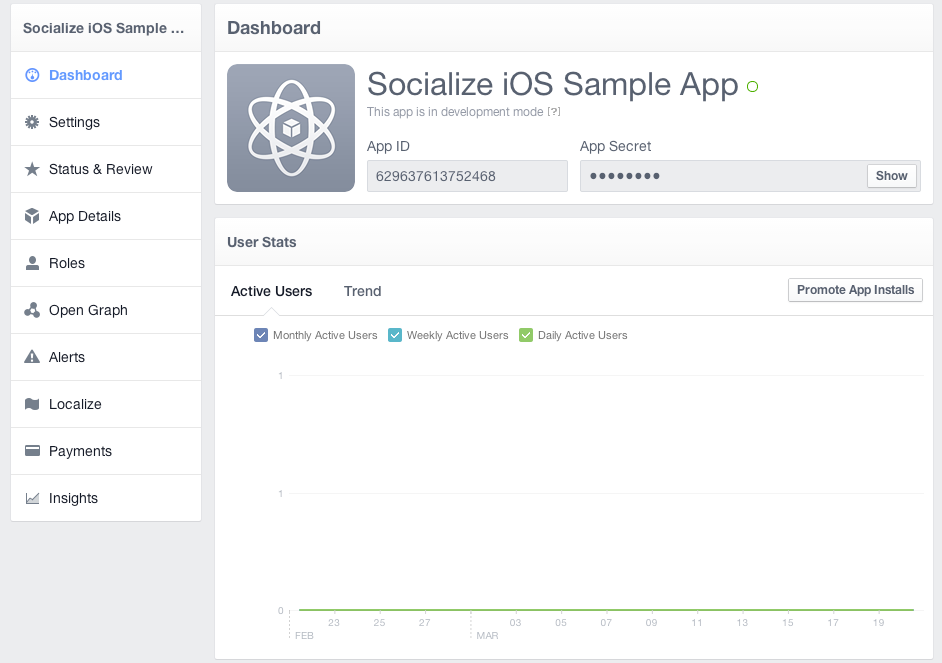 Socialize iOS Sample ...
Dashboard
Settings
Status & Review
App Details
Roles
Open Graph
Alerts
Localize
Payments
Insights
Dashboard
Socialize iOS Sample App
This app is in development mode [?]
App ID
App Secret
629637613752468
●●●●●●●●
Show
User Stats
Active Users
Trend
Promote App Installs
Monthly Active Users
Weekly Active Users
Daily Active Users
1
1
0
23 25 27 03 05 07 09 11 13 15 17 19
FEB MAR